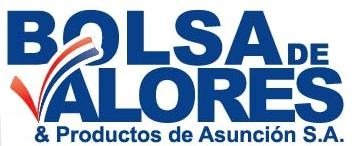 BOLSA DE
VALORES
& Productos de Asunción S.A.